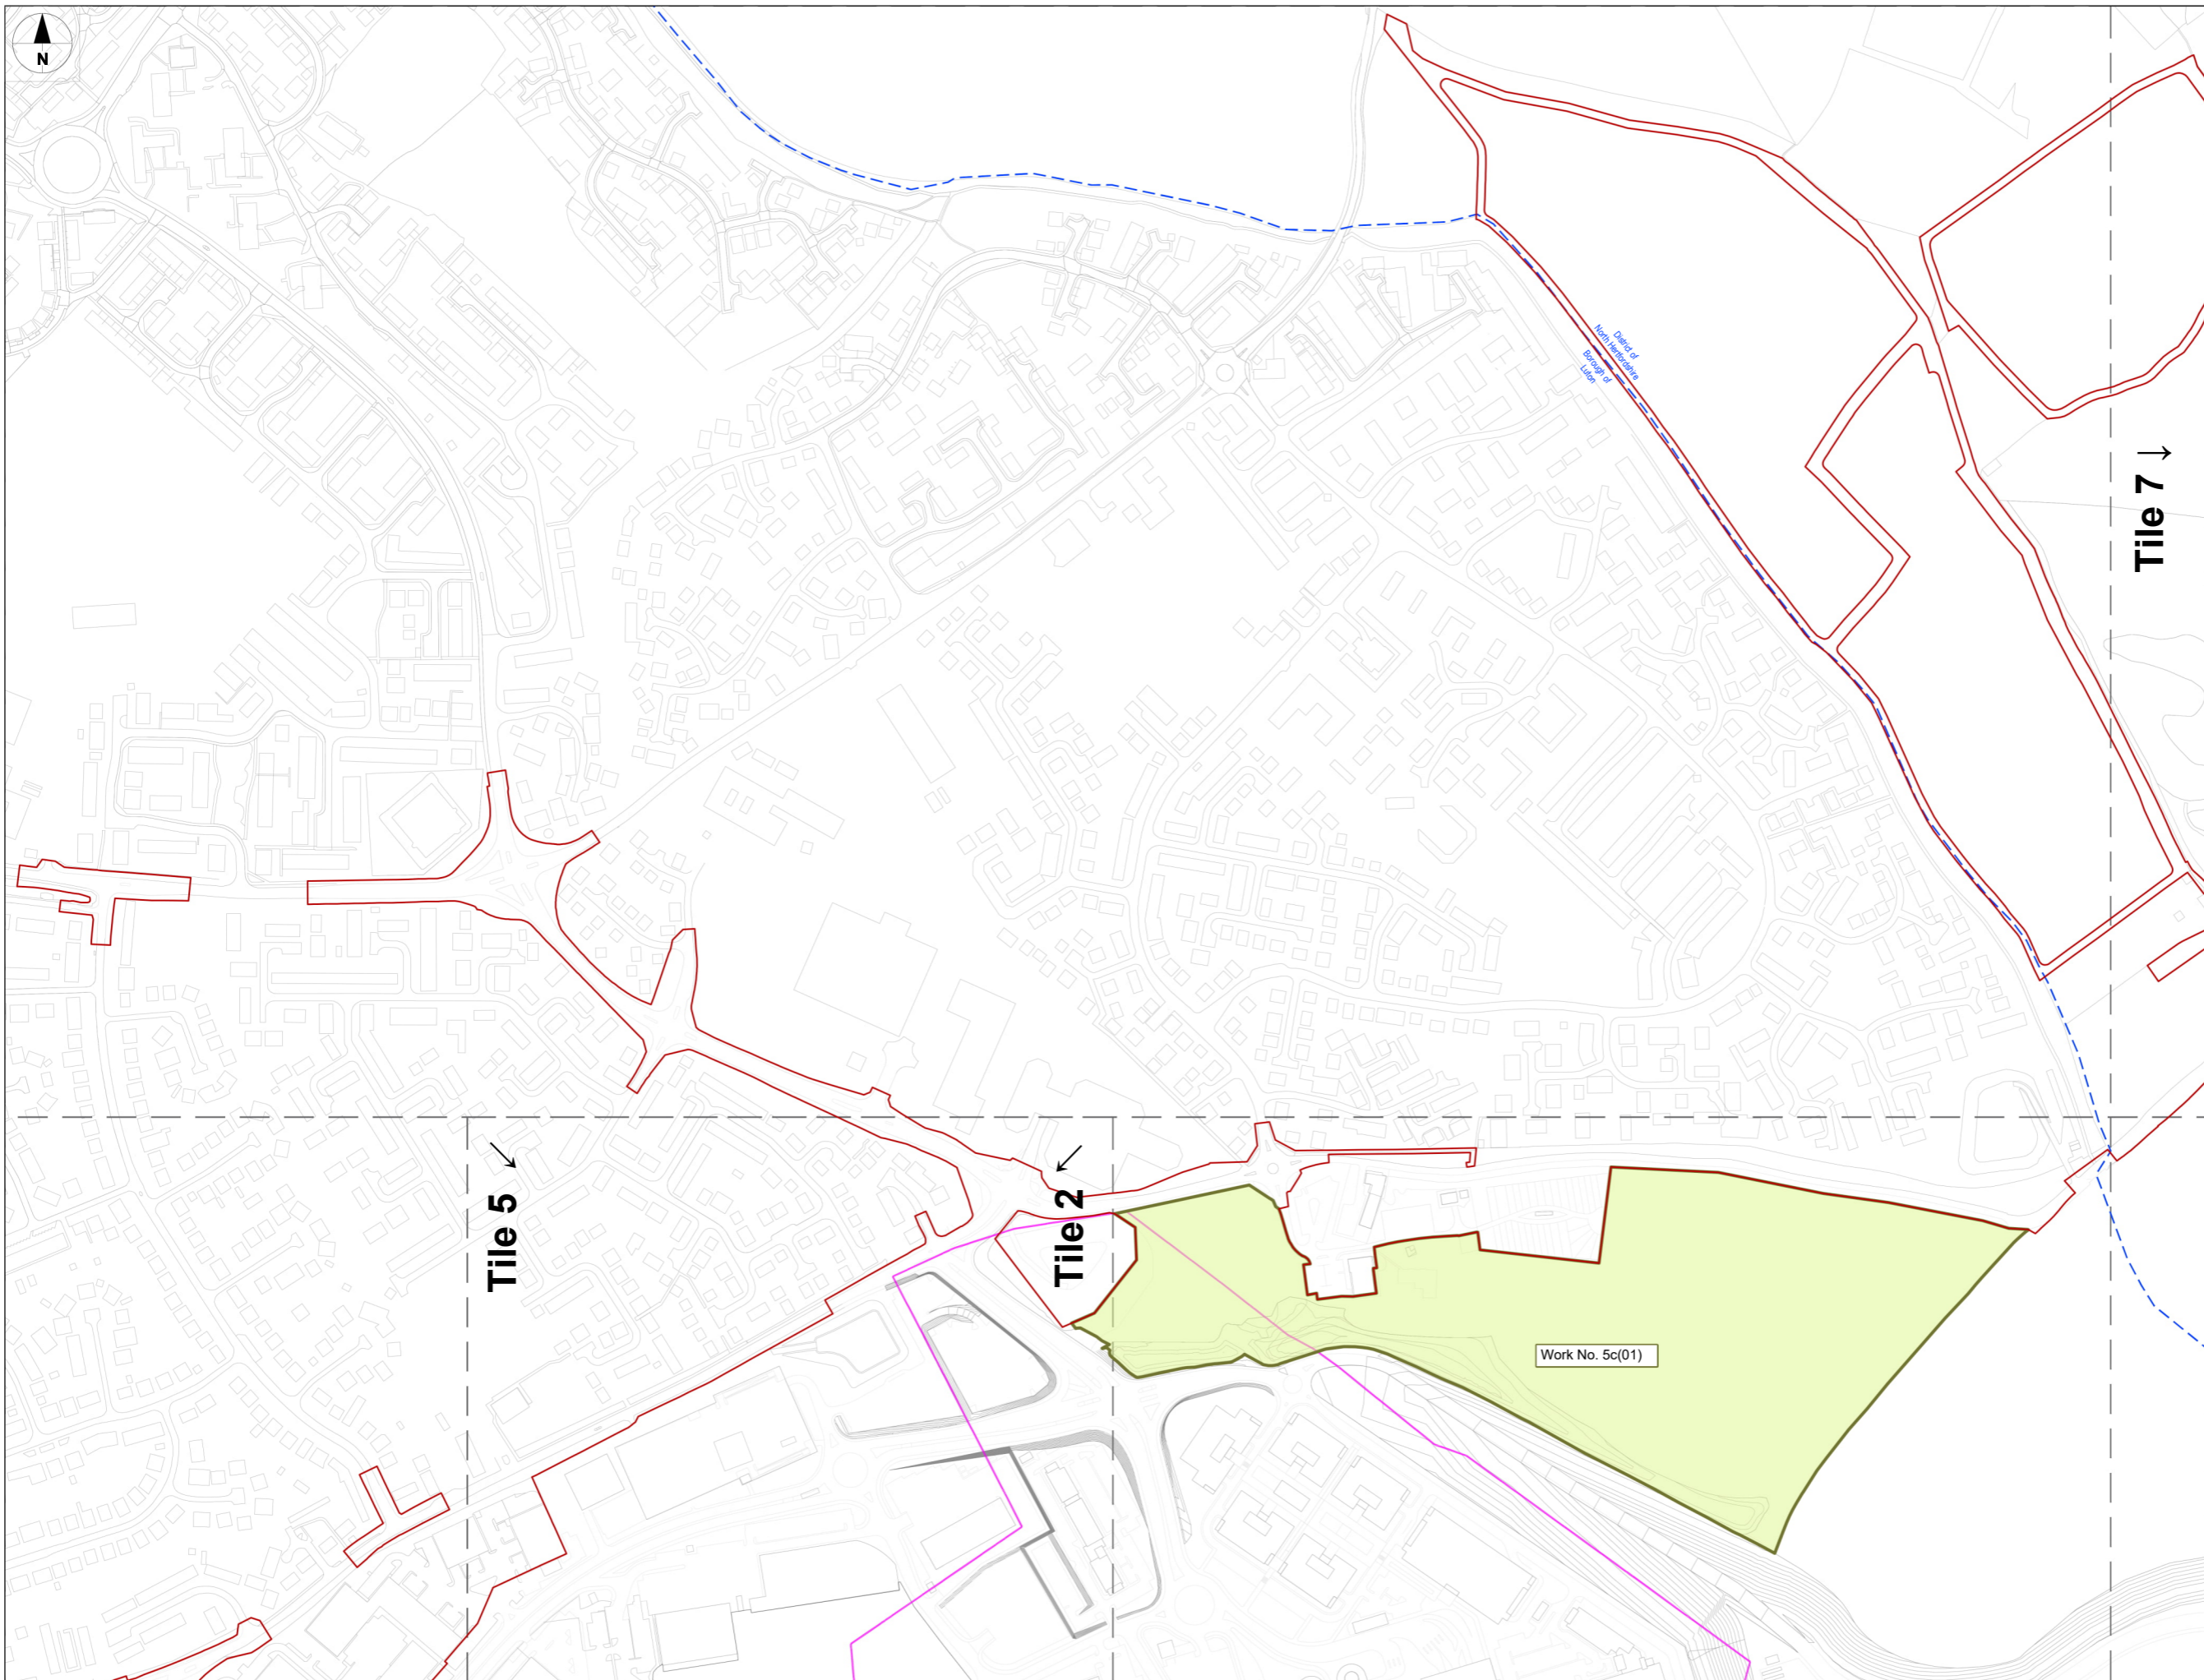 N
District of
North Hertfordshire
Borough of
Luton
Tile 7 →
Tile 5
Tile 2
Work No. 5c(01)